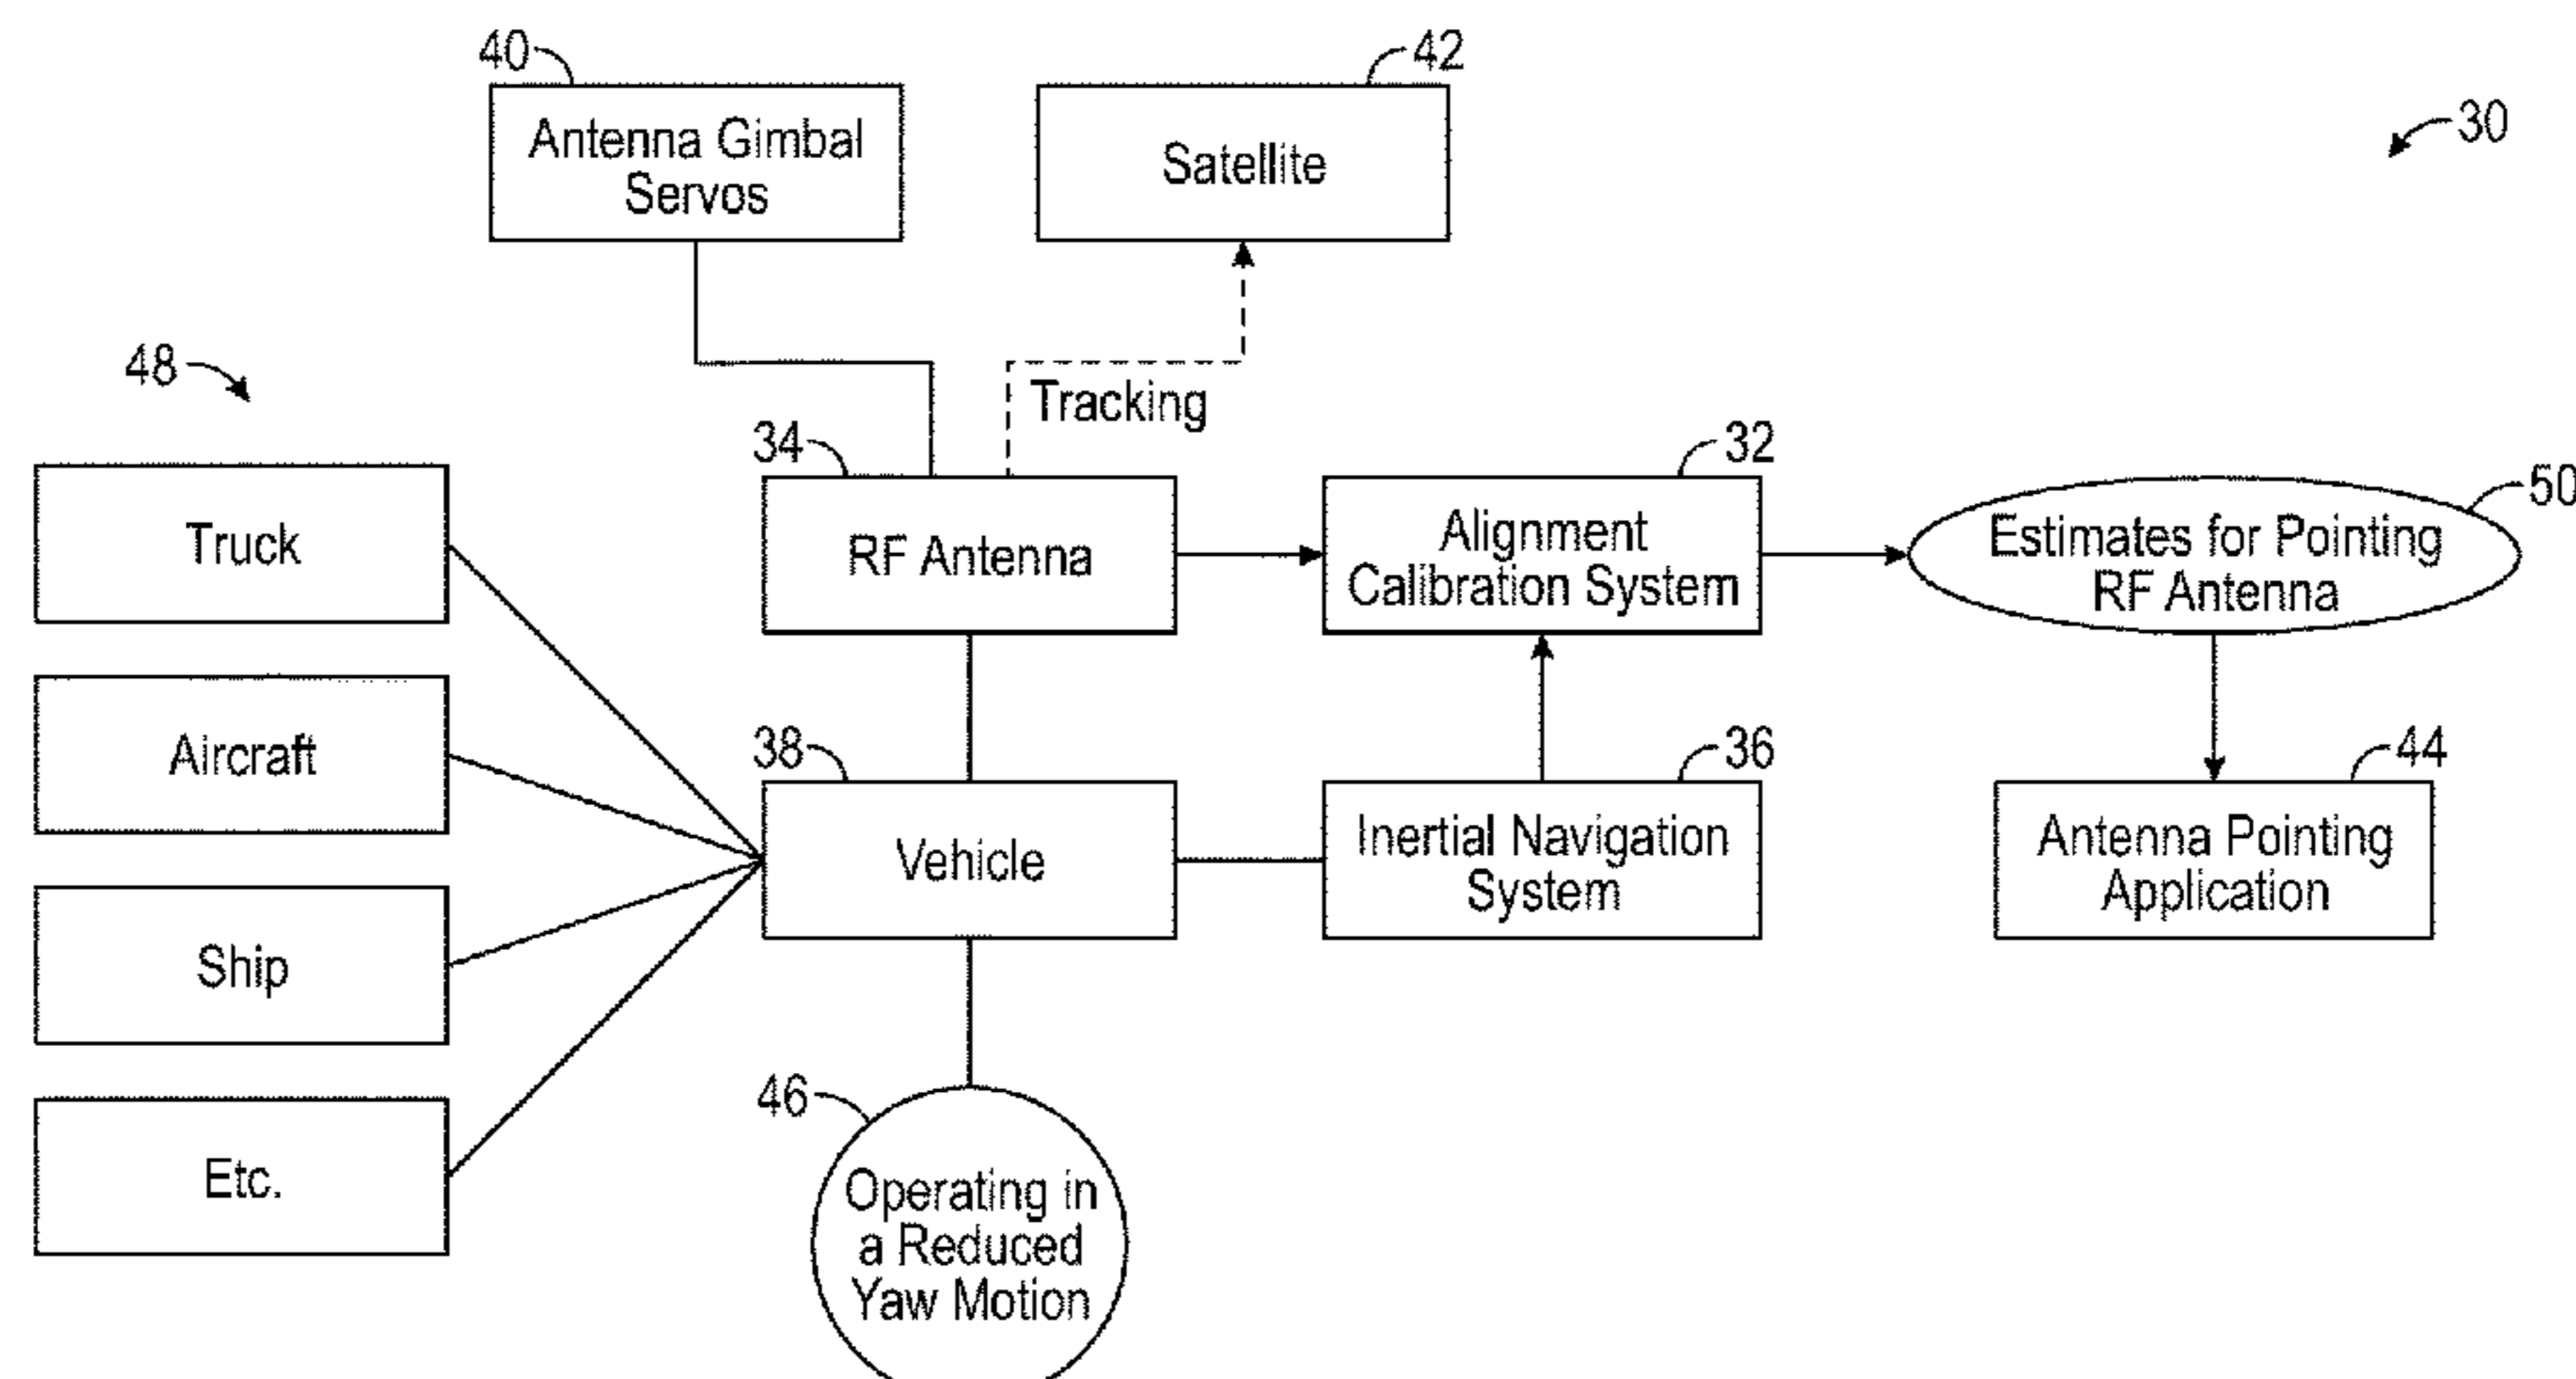 40
42
Antenna Gimbal
Servos
Satellite
30
48
Tracking
34
32
50
Truck
RF Antenna
Alignment
Calibration System
Estimates for Pointing
RF Antenna
Aircraft
38
36
44
Vehicle
Inertial Navigation
System
Antenna Pointing
Application
Ship
46
Etc.
Operating in
a Reduced
Yaw Motion